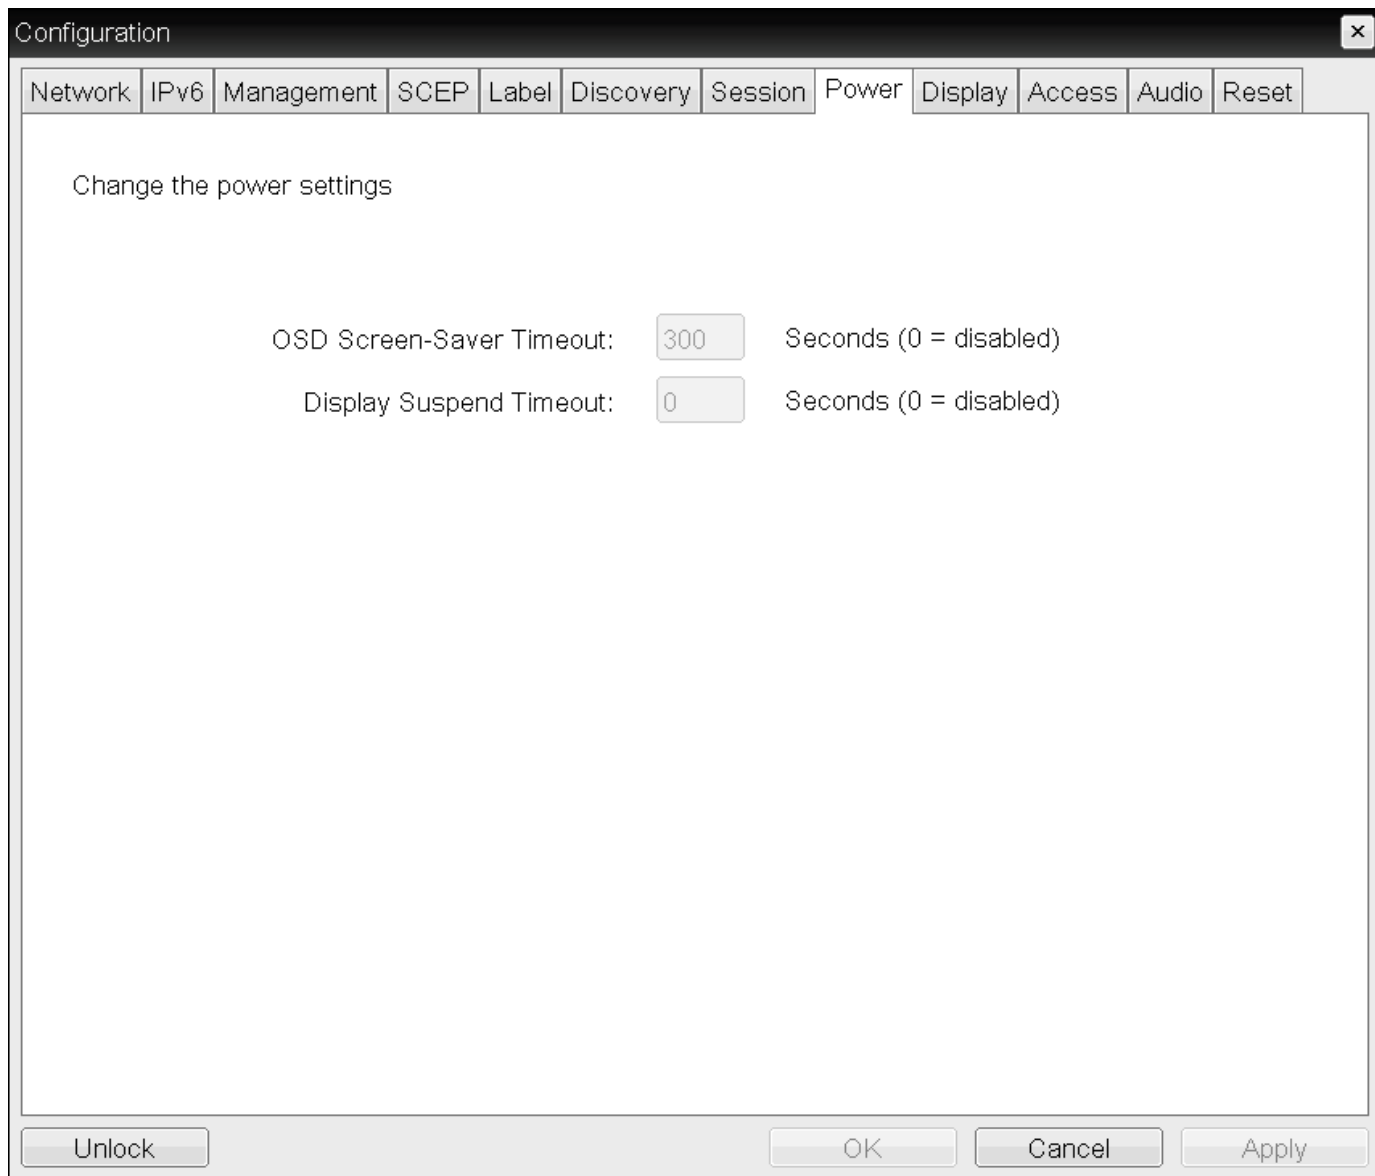 Configuration
Network IPv6 Management SCEP Label Discovery Session Power Display Access Audio Reset
Change the power settings
OSD Screen-Saver Timeout: 300 Seconds (0 = disabled)
Display Suspend Timeout: 0 Seconds (0 = disabled)
Unlock OK Cancel Apply